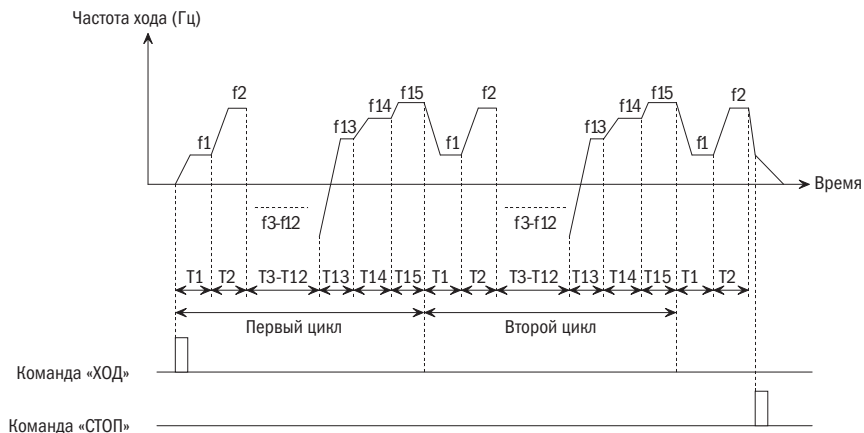 Частота хода (Гц)
f1
f2
f3-f12
f13
f14
f15
f1
f2
f3-f12
f13
f14
f15
f1
f2
Время
T1 T2 T3-T12 T13 T14 T15 T1 T2 T3-T12 T13 T14 T15 T1 T2
Первый цикл Второй цикл
Команда «ХОД»
Команда «СТОП»